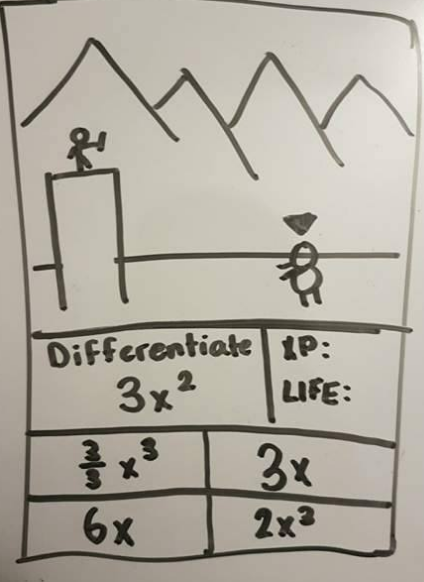 Differentiate
3x²
XP:
LIFE:
3/3 x³
3x
6x
2x³